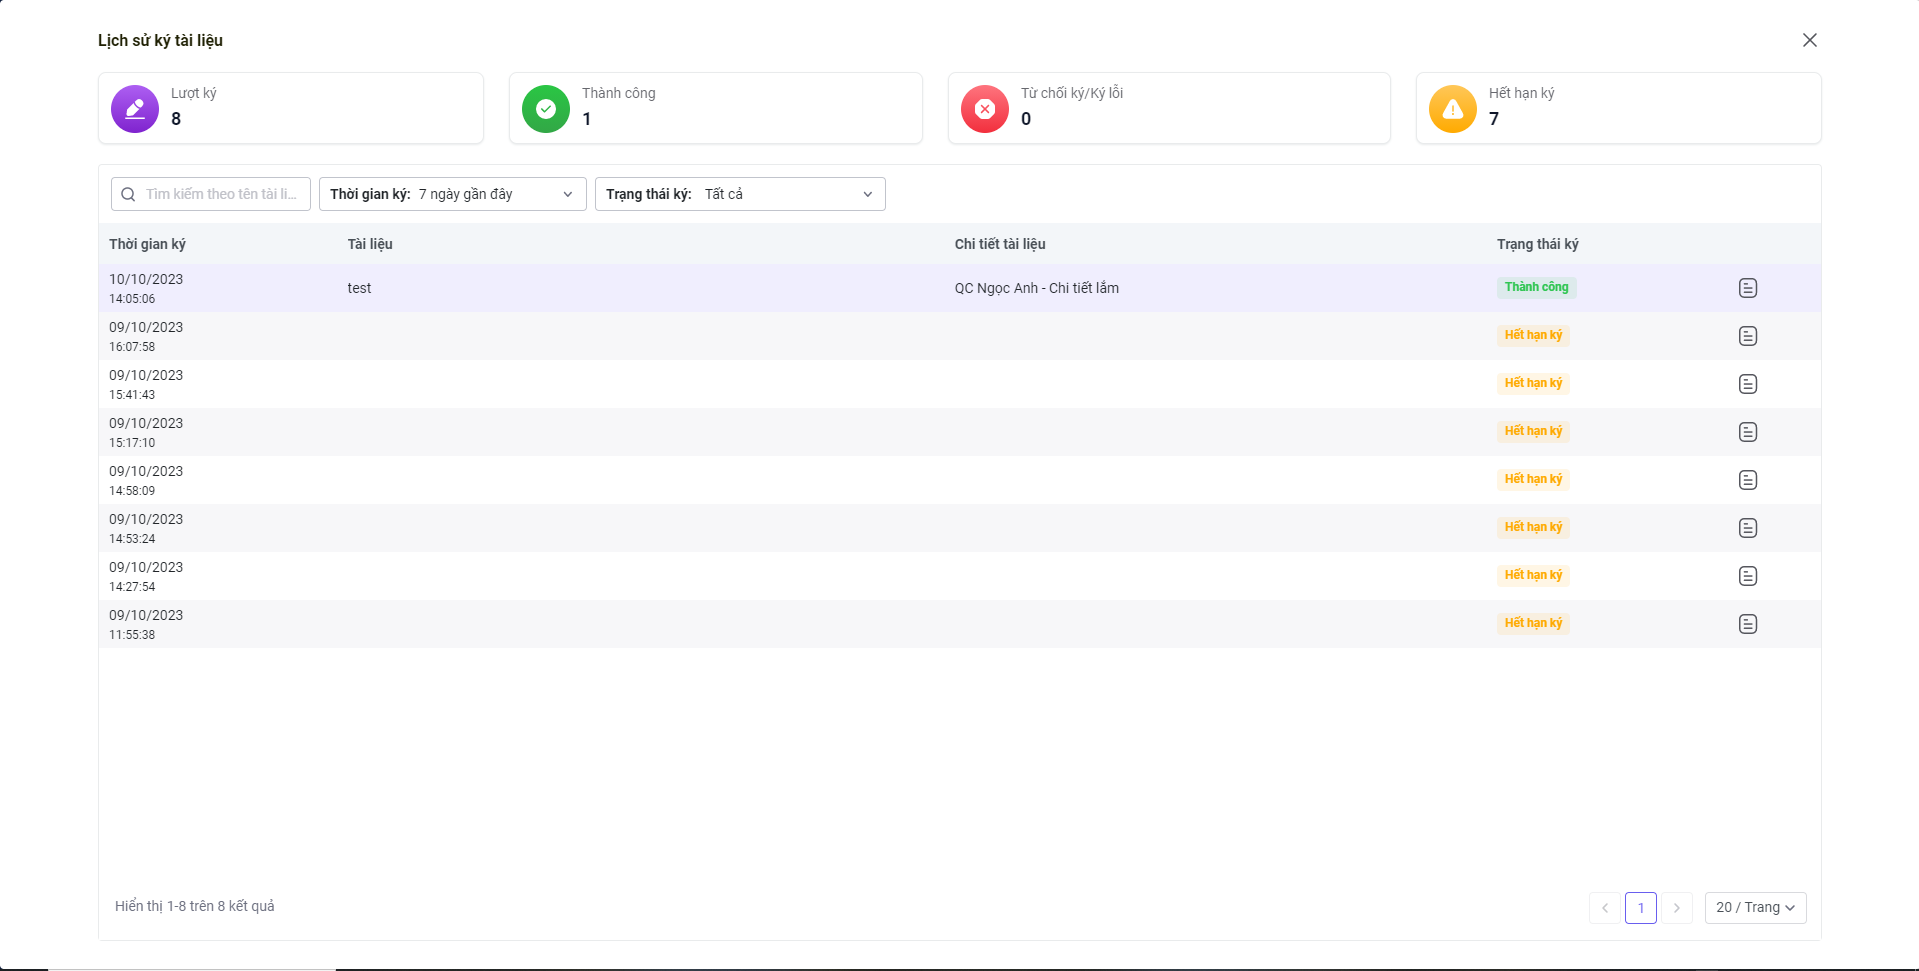 Lịch sử ký tài liệu
Lượt ký
8
Thành công
1
Từ chối ký/Ký lỗi
0
Hết hạn ký
7
Tìm kiếm theo tên tài li...
Thời gian ký: 7 ngày gần đây
Trạng thái ký: Tất cả
Thời gian ký Tài liệu Chi tiết tài liệu Trạng thái ký
10/10/2023
14:05:06
test
QC Ngọc Anh - Chi tiết lắm
Thành công
09/10/2023
16:07:58
Hết hạn ký
09/10/2023
15:41:43
Hết hạn ký
09/10/2023
15:17:10
Hết hạn ký
09/10/2023
14:58:09
Hết hạn ký
09/10/2023
14:53:24
Hết hạn ký
09/10/2023
14:27:54
Hết hạn ký
09/10/2023
11:55:38
Hết hạn ký
Hiển thị 1-8 trên 8 kết quả
1
20 / Trang